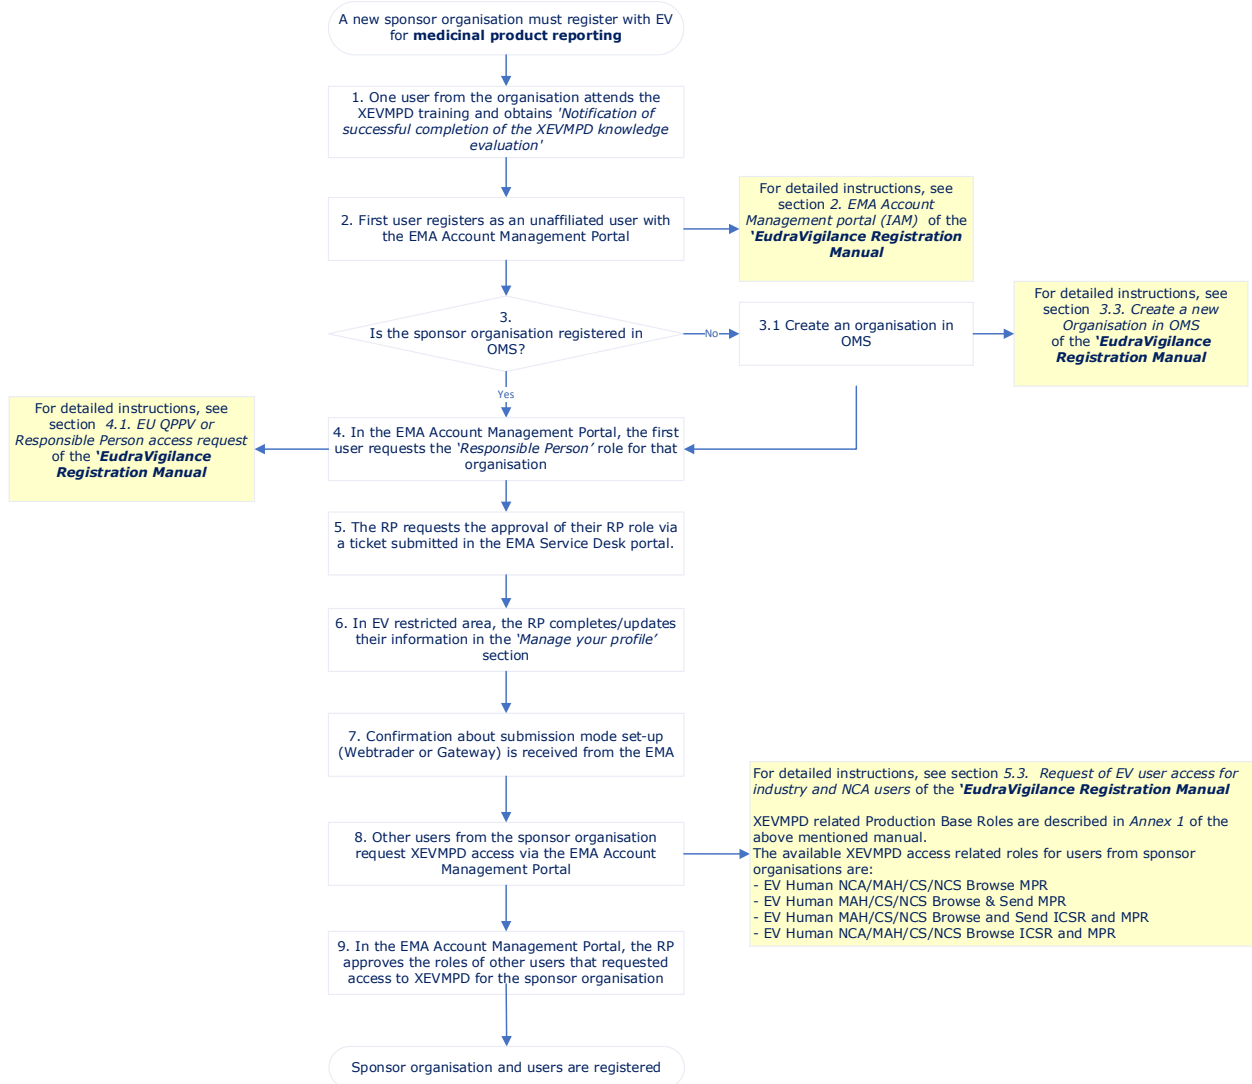 A new sponsor organisation must register with EV
for medicinal product reporting
1. One user from the organisation attends the
XEVMPD training and obtains 'Notification of
successful completion of the XEVMPD knowledge
evaluation'
2. First user registers as an unaffiliated user with
the EMA Account Management Portal
For detailed instructions, see
section 2. EMA Account
Management portal (IAM) of the
‘EudraVigilance Registration
Manual
3.
Is the sponsor organisation registered in
OMS?
No
3.1 Create an organisation in
OMS
For detailed instructions, see
section 3.3. Create a new
Organisation in OMS
of the ‘EudraVigilance
Registration Manual
Yes
For detailed instructions, see
section 4.1. EU QPPV or
Responsible Person access request
of the ‘EudraVigilance
Registration Manual
4. In the EMA Account Management Portal, the first
user requests the ‘Responsible Person’ role for that
organisation
5. The RP requests the approval of their RP role via
a ticket submitted in the EMA Service Desk portal.
6. In EV restricted area, the RP completes/updates
their information in the ‘Manage your profile’
section
7. Confirmation about submission mode set-up
(Webtrader or Gateway) is received from the EMA
8. Other users from the sponsor organisation
request XEVMPD access via the EMA Account
Management Portal
For detailed instructions, see section 5.3. Request of EV user access for
industry and NCA users of the ‘EudraVigilance Registration Manual
XEVMPD related Production Base Roles are described in Annex 1 of the
above mentioned manual.
The available XEVMPD access related roles for users from sponsor
organisations are:
- EV Human NCA/MAH/CS/NCS Browse MPR
- EV Human MAH/CS/NCS Browse & Send MPR
- EV Human MAH/CS/NCS Browse and Send ICSR and MPR
- EV Human NCA/MAH/CS/NCS Browse ICSR and MPR
9. In the EMA Account Management Portal, the RP
approves the roles of other users that requested
access to XEVMPD for the sponsor organisation
Sponsor organisation and users are registered